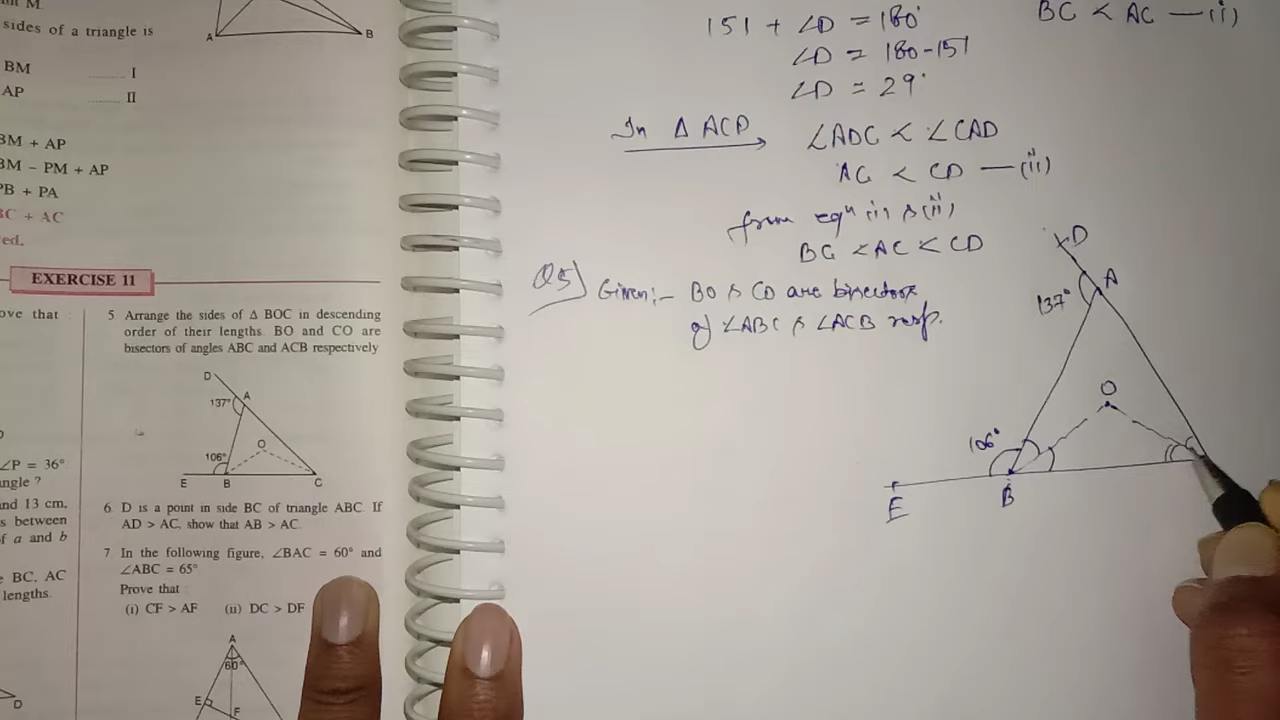 sides of a triangle is
A
B
BM ........ I
AP ........ II
BM + AP
BM – PM + AP
PB + PA
BC + AC
ed.
EXERCISE 11
ove that
5. Arrange the sides of Δ BOC in descending
order of their lengths. BO and CO are
bisectors of angles ABC and ACB respectively
D
A
137°
O
106°
E
B
C
∠P = 36°
ngle ?
nd 13 cm,
s between
f a and b
e BC, AC
lengths.
D
6. D is a point in side BC of triangle ABC. If
AD > AC, show that AB > AC.
7. In the following figure, ∠BAC = 60° and
∠ABC = 65°
Prove that :
(i) CF > AF (ii) DC > DF
A
60°
E
F
151 + ∠D = 180°
∠D = 180-151
∠D = 29°
BC < AC — (i)
In Δ ACD → ∠ADC < ∠CAD
AC < CD — (ii)
from eqn (i) & (ii)
BC < AC < CD
Q5) Given:- BO & CO are bisectors
of ∠ABC & ∠ACB resp.
D
A
137°
O
106°
E
B